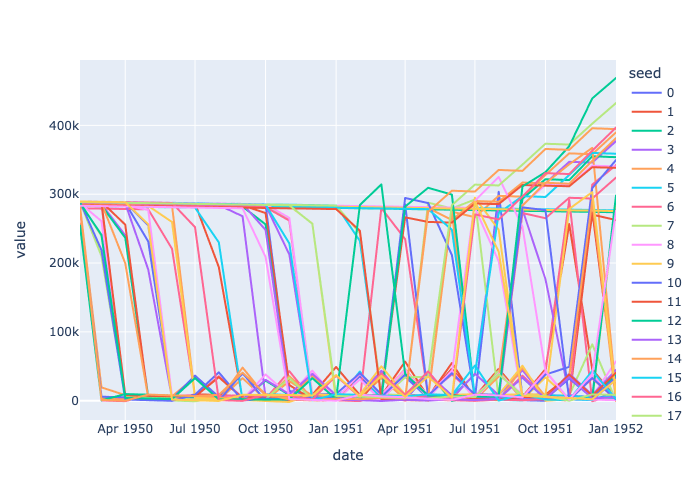 seed
0
1
2
3
4
5
6
7
8
9
10
11
12
13
14
15
16
17
400k
300k
200k
100k
0
value
Apr 1950
Jul 1950
Oct 1950
Jan 1951
Apr 1951
Jul 1951
Oct 1951
Jan 1952
date